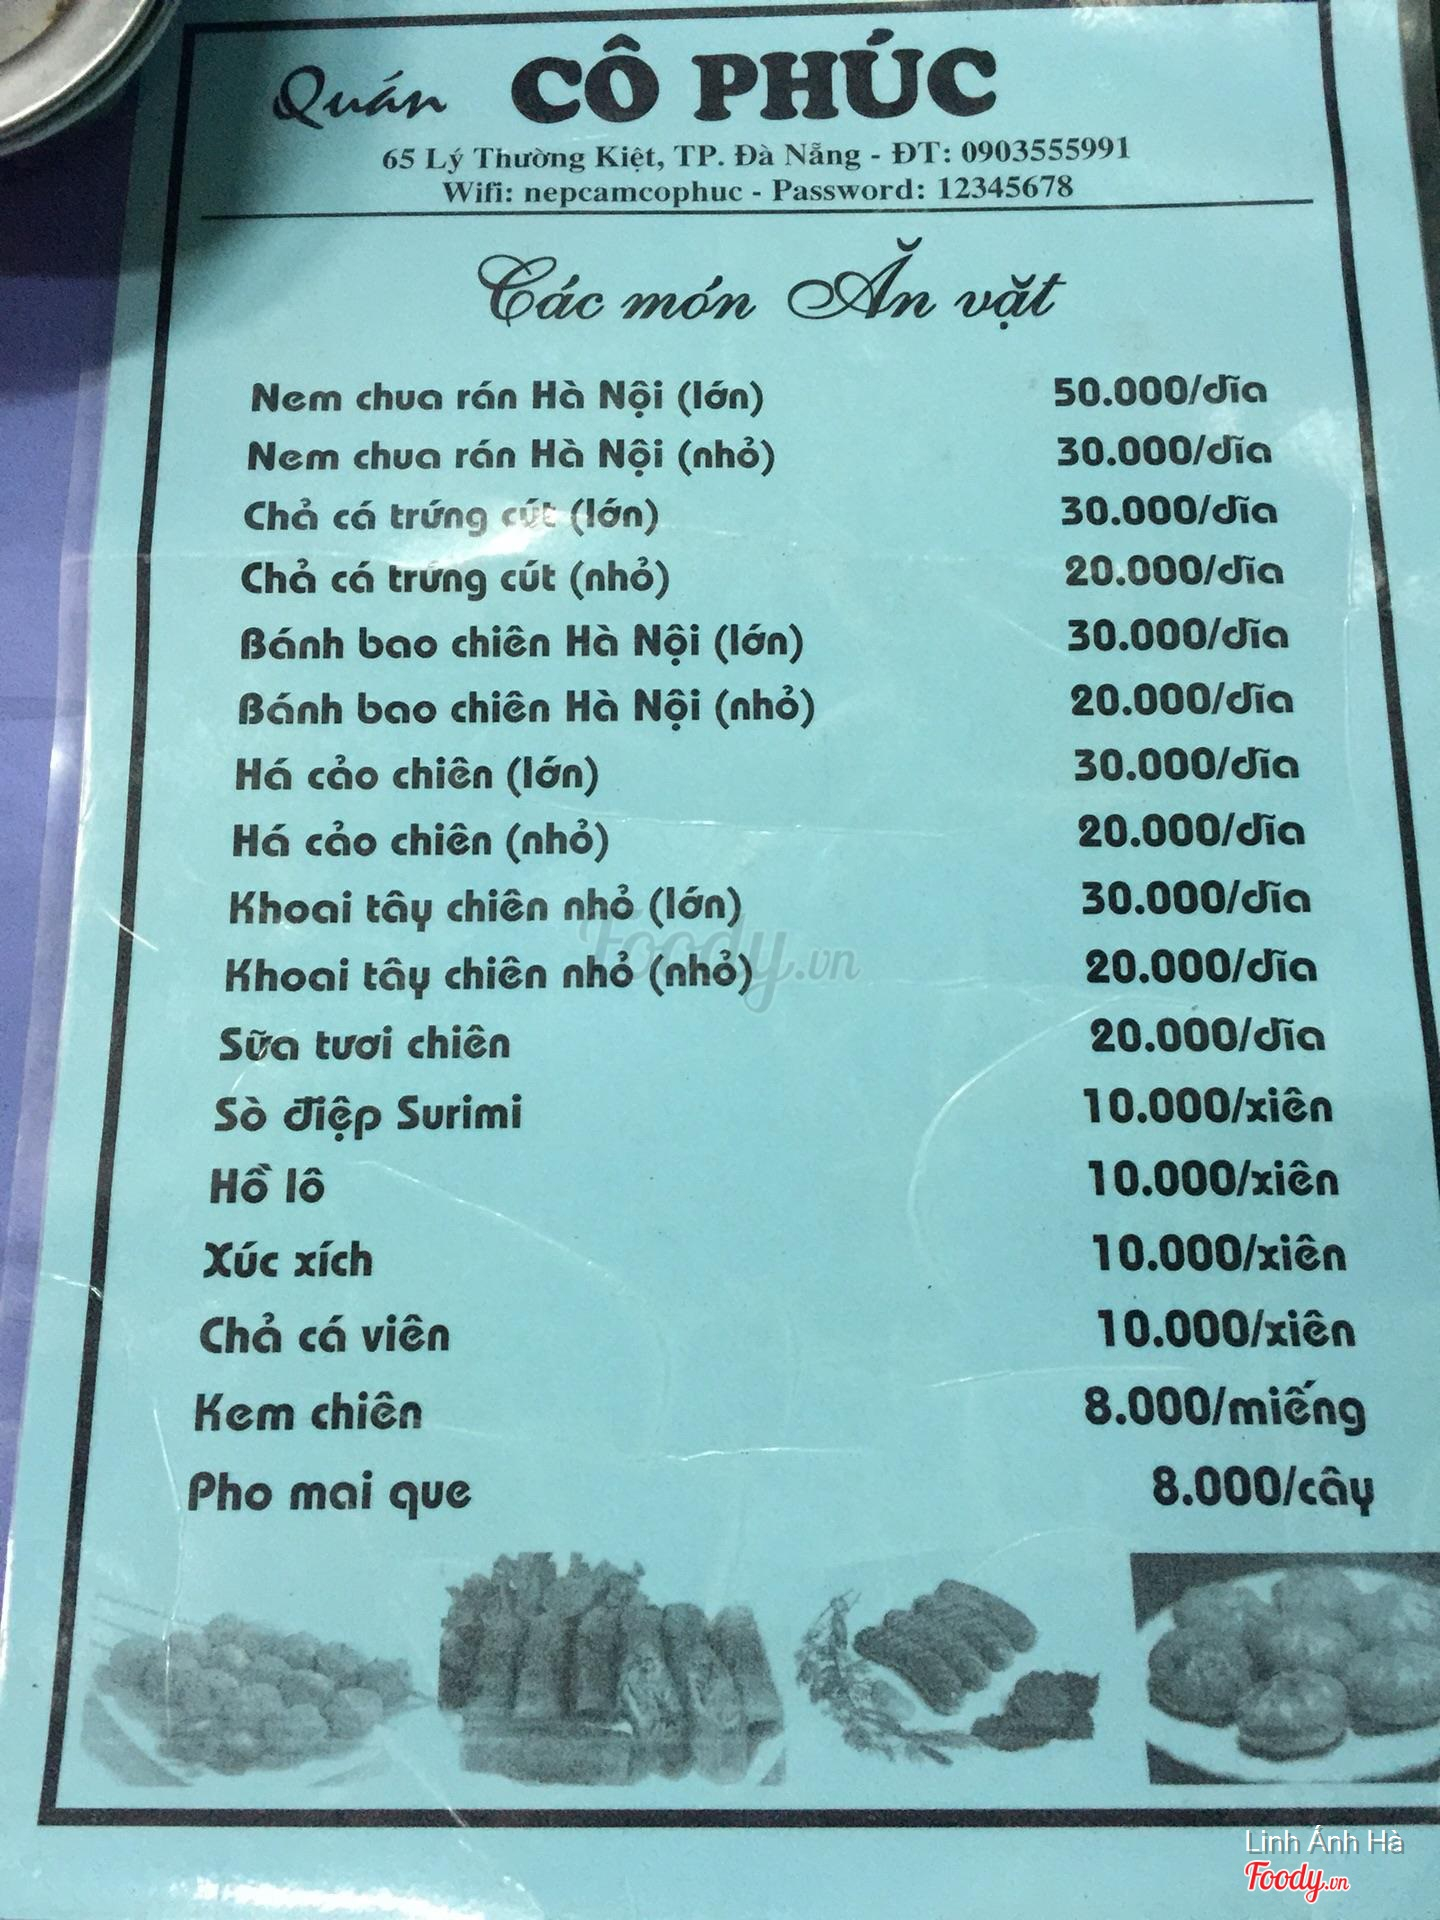 Quán CÔ PHÚC
65 Lý Thường Kiệt, TP. Đà Nẵng - ĐT: 0903555991
Wifi: nepcamcophuc - Password: 12345678
Các món Ăn vặt
Nem chua rán Hà Nội (lớn) 50.000/đĩa
Nem chua rán Hà Nội (nhỏ) 30.000/đĩa
Chả cá trứng cút (lớn) 30.000/đĩa
Chả cá trứng cút (nhỏ) 20.000/đĩa
Bánh bao chiên Hà Nội (lớn) 30.000/đĩa
Bánh bao chiên Hà Nội (nhỏ) 20.000/đĩa
Há cảo chiên (lớn) 30.000/đĩa
Há cảo chiên (nhỏ) 20.000/đĩa
Khoai tây chiên nhỏ (lớn) 30.000/đĩa
Khoai tây chiên nhỏ (nhỏ) 20.000/đĩa
Foody.vn
Sữa tươi chiên 20.000/đĩa
Sò điệp Surimi 10.000/xiên
Hồ lô 10.000/xiên
Xúc xích 10.000/xiên
Chả cá viên 10.000/xiên
Kem chiên 8.000/miếng
Pho mai que 8.000/cây
Linh Ánh Hà
Foody.vn